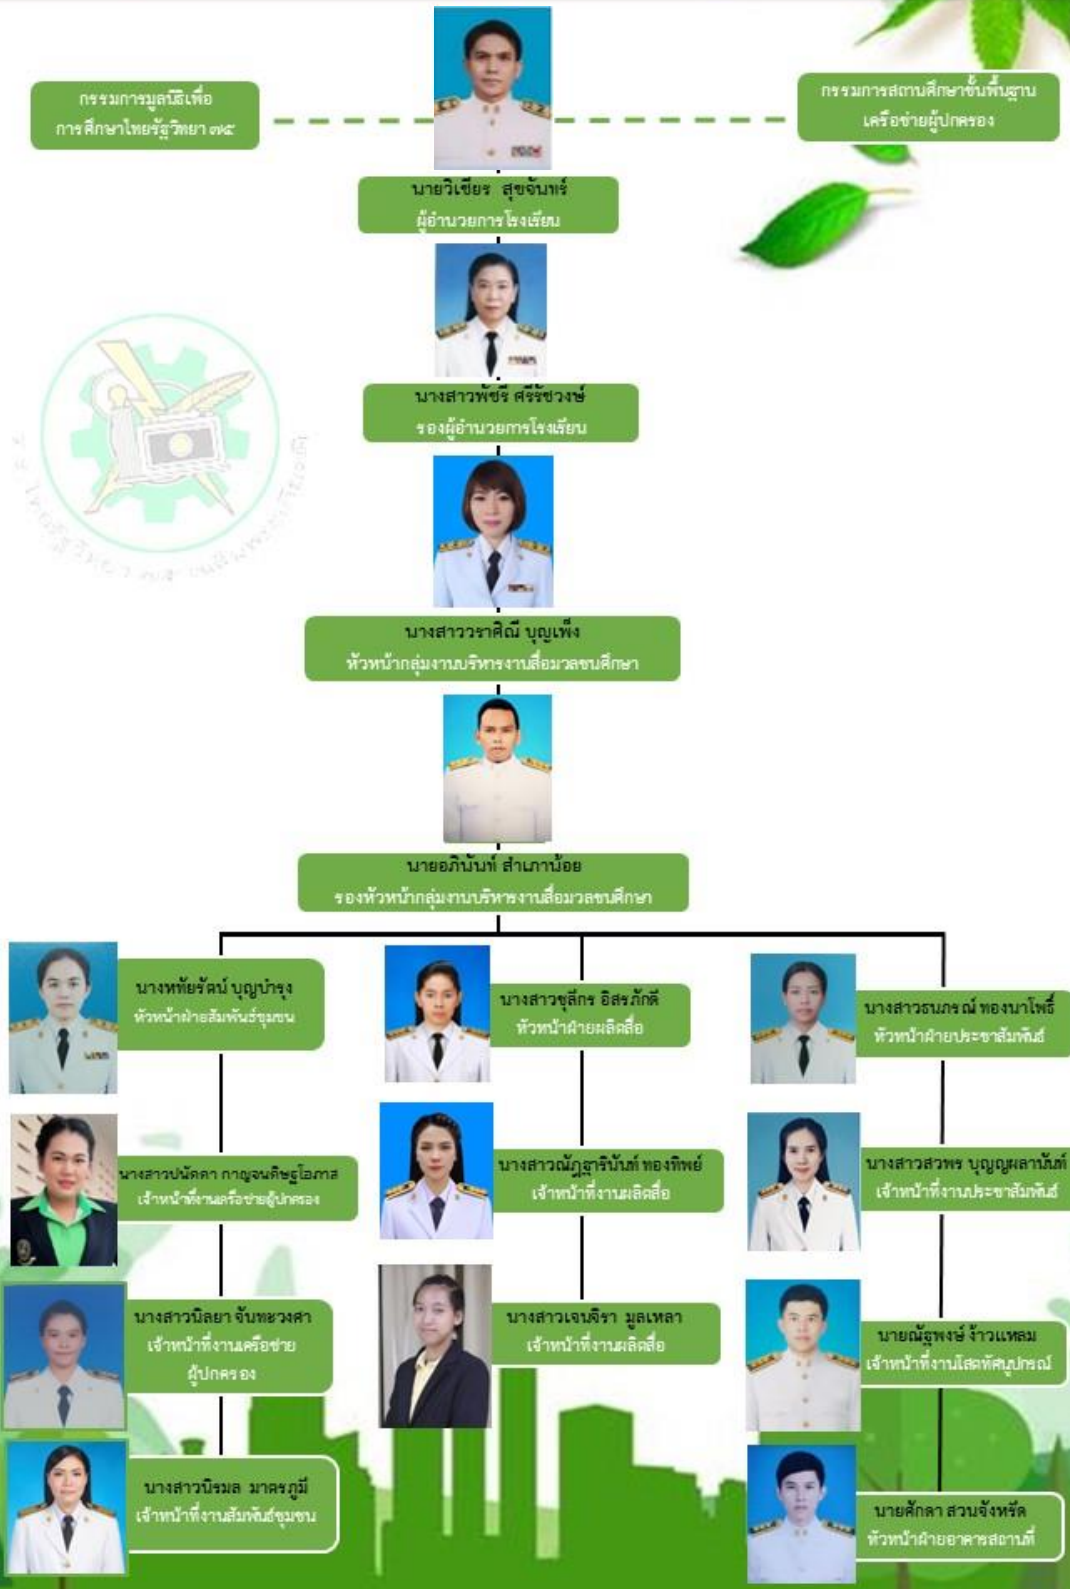 กรรมการมูลนิธิเพื่อ
การศึกษาไทยรัฐวิทยา ๗๕
กรรมการสถานศึกษาขั้นพื้นฐาน
เครือข่ายผู้ปกครอง
นายวิเชียร สุขจันทร์
ผู้อำนวยการโรงเรียน
นางสาวพัชรี ศรีรัชวงษ์
รองผู้อำนวยการโรงเรียน
นางสาววราศิณี บุญเพ็ง
หัวหน้ากลุ่มงานบริหารงานสื่อมวลชนศึกษา
นายอภินันท์ สำเภาน้อย
รองหัวหน้ากลุ่มงานบริหารงานสื่อมวลชนศึกษา
นางหทัยรัตน์ บุญบำรุง
หัวหน้าฝ่ายสัมพันธ์ชุมชน
นางสาวปนัดดา กาญจนดิษฐโอภาส
เจ้าหน้าที่งานเครือข่ายผู้ปกครอง
นางสาวนิลยา จันทะวงศา
เจ้าหน้าที่งานเครือข่าย
ผู้ปกครอง
นางสาวนิรมล มาตรภูมี
เจ้าหน้าที่งานสัมพันธ์ชุมชน
นางสาวชุลีกร อิสรภักดี
หัวหน้าฝ่ายผลิตสื่อ
นางสาวณัฎฐารินันท์ ทองทิพย์
เจ้าหน้าที่งานผลิตสื่อ
นางสาวเจนจิรา มูลเหลา
เจ้าหน้าที่งานผลิตสื่อ
นางสาวธนภรณ์ ทองนาโพธิ์
หัวหน้าฝ่ายประชาสัมพันธ์
นางสาวสวพร บุญญผลานันท์
เจ้าหน้าที่งานประชาสัมพันธ์
นายณัฐพงษ์ ง้าวแหลม
เจ้าหน้าที่งานโสตทัศนูปกรณ์
นายศักดา สวนจังหรีด
หัวหน้าฝ่ายอาคารสถานที่